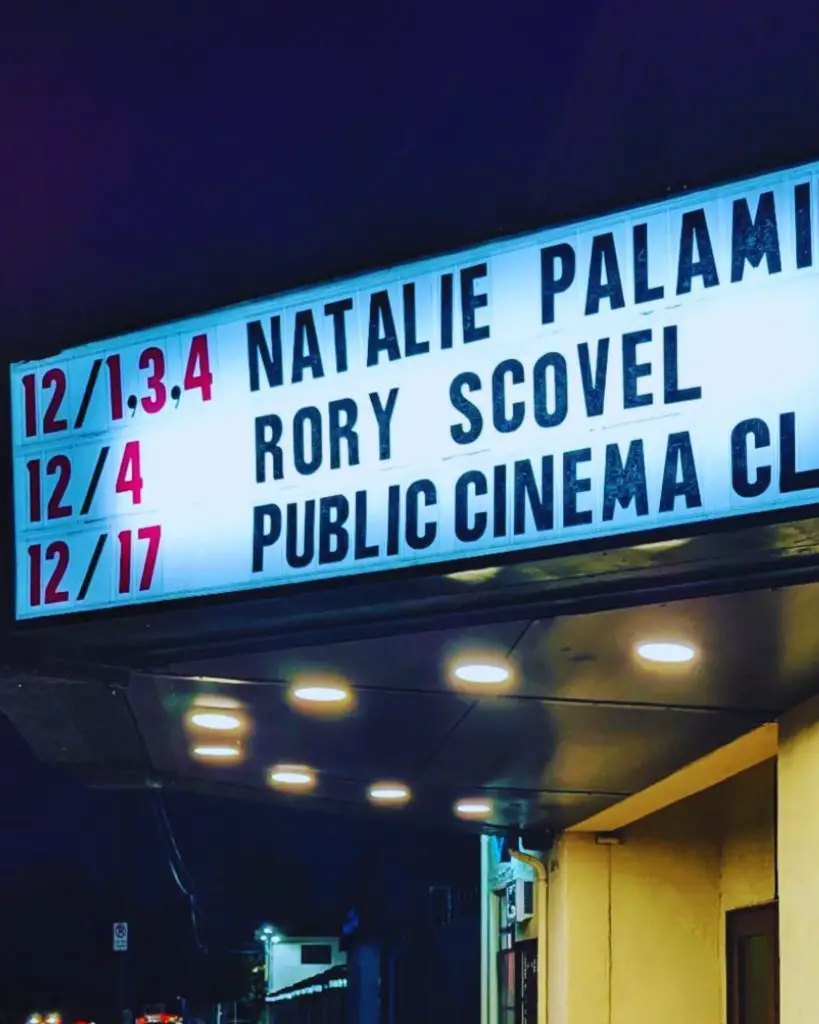 12/1,3,4 NATALIE PALAMI
12/4 RORY SCOVEL
12/17 PUBLIC CINEMA CL